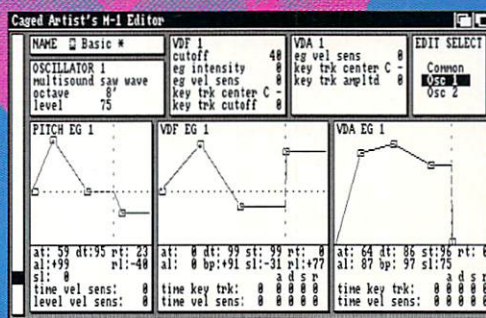 Caged Artist's M-1 Editor
NAME Basic *
OSCILLATOR 1
multisound saw wave
octave 8'
level 75
VDF 1
cutoff 40
eg intensity 0
eg vel sens 0
key trk center C -
key trk cutoff 0
VDA 1
eg vel sens 0
key trk center C -
key trk ampltd 0
EDIT SELECT
Common
Osc 1
Osc 2
PITCH EG 1
at: 59 dt:95 rt: 23
al:+99 rl:-40
sl: 0
time vel sens: 0
level vel sens: 0
VDF EG 1
at: 0 dt: 99 st: 99 rt: 0
al: 0 bp:+91 sl:-31 rl:+77
a d s r
time key trk: 0 0 0 0
time vel sens: 0 0 0 0
VDA EG 1
at: 64 dt: 86 st:96 rt: 0
al: 87 bp: 97 sl:75
a d s r
time key trk: 0 0 0 0
time vel sens: 0 0 0 0